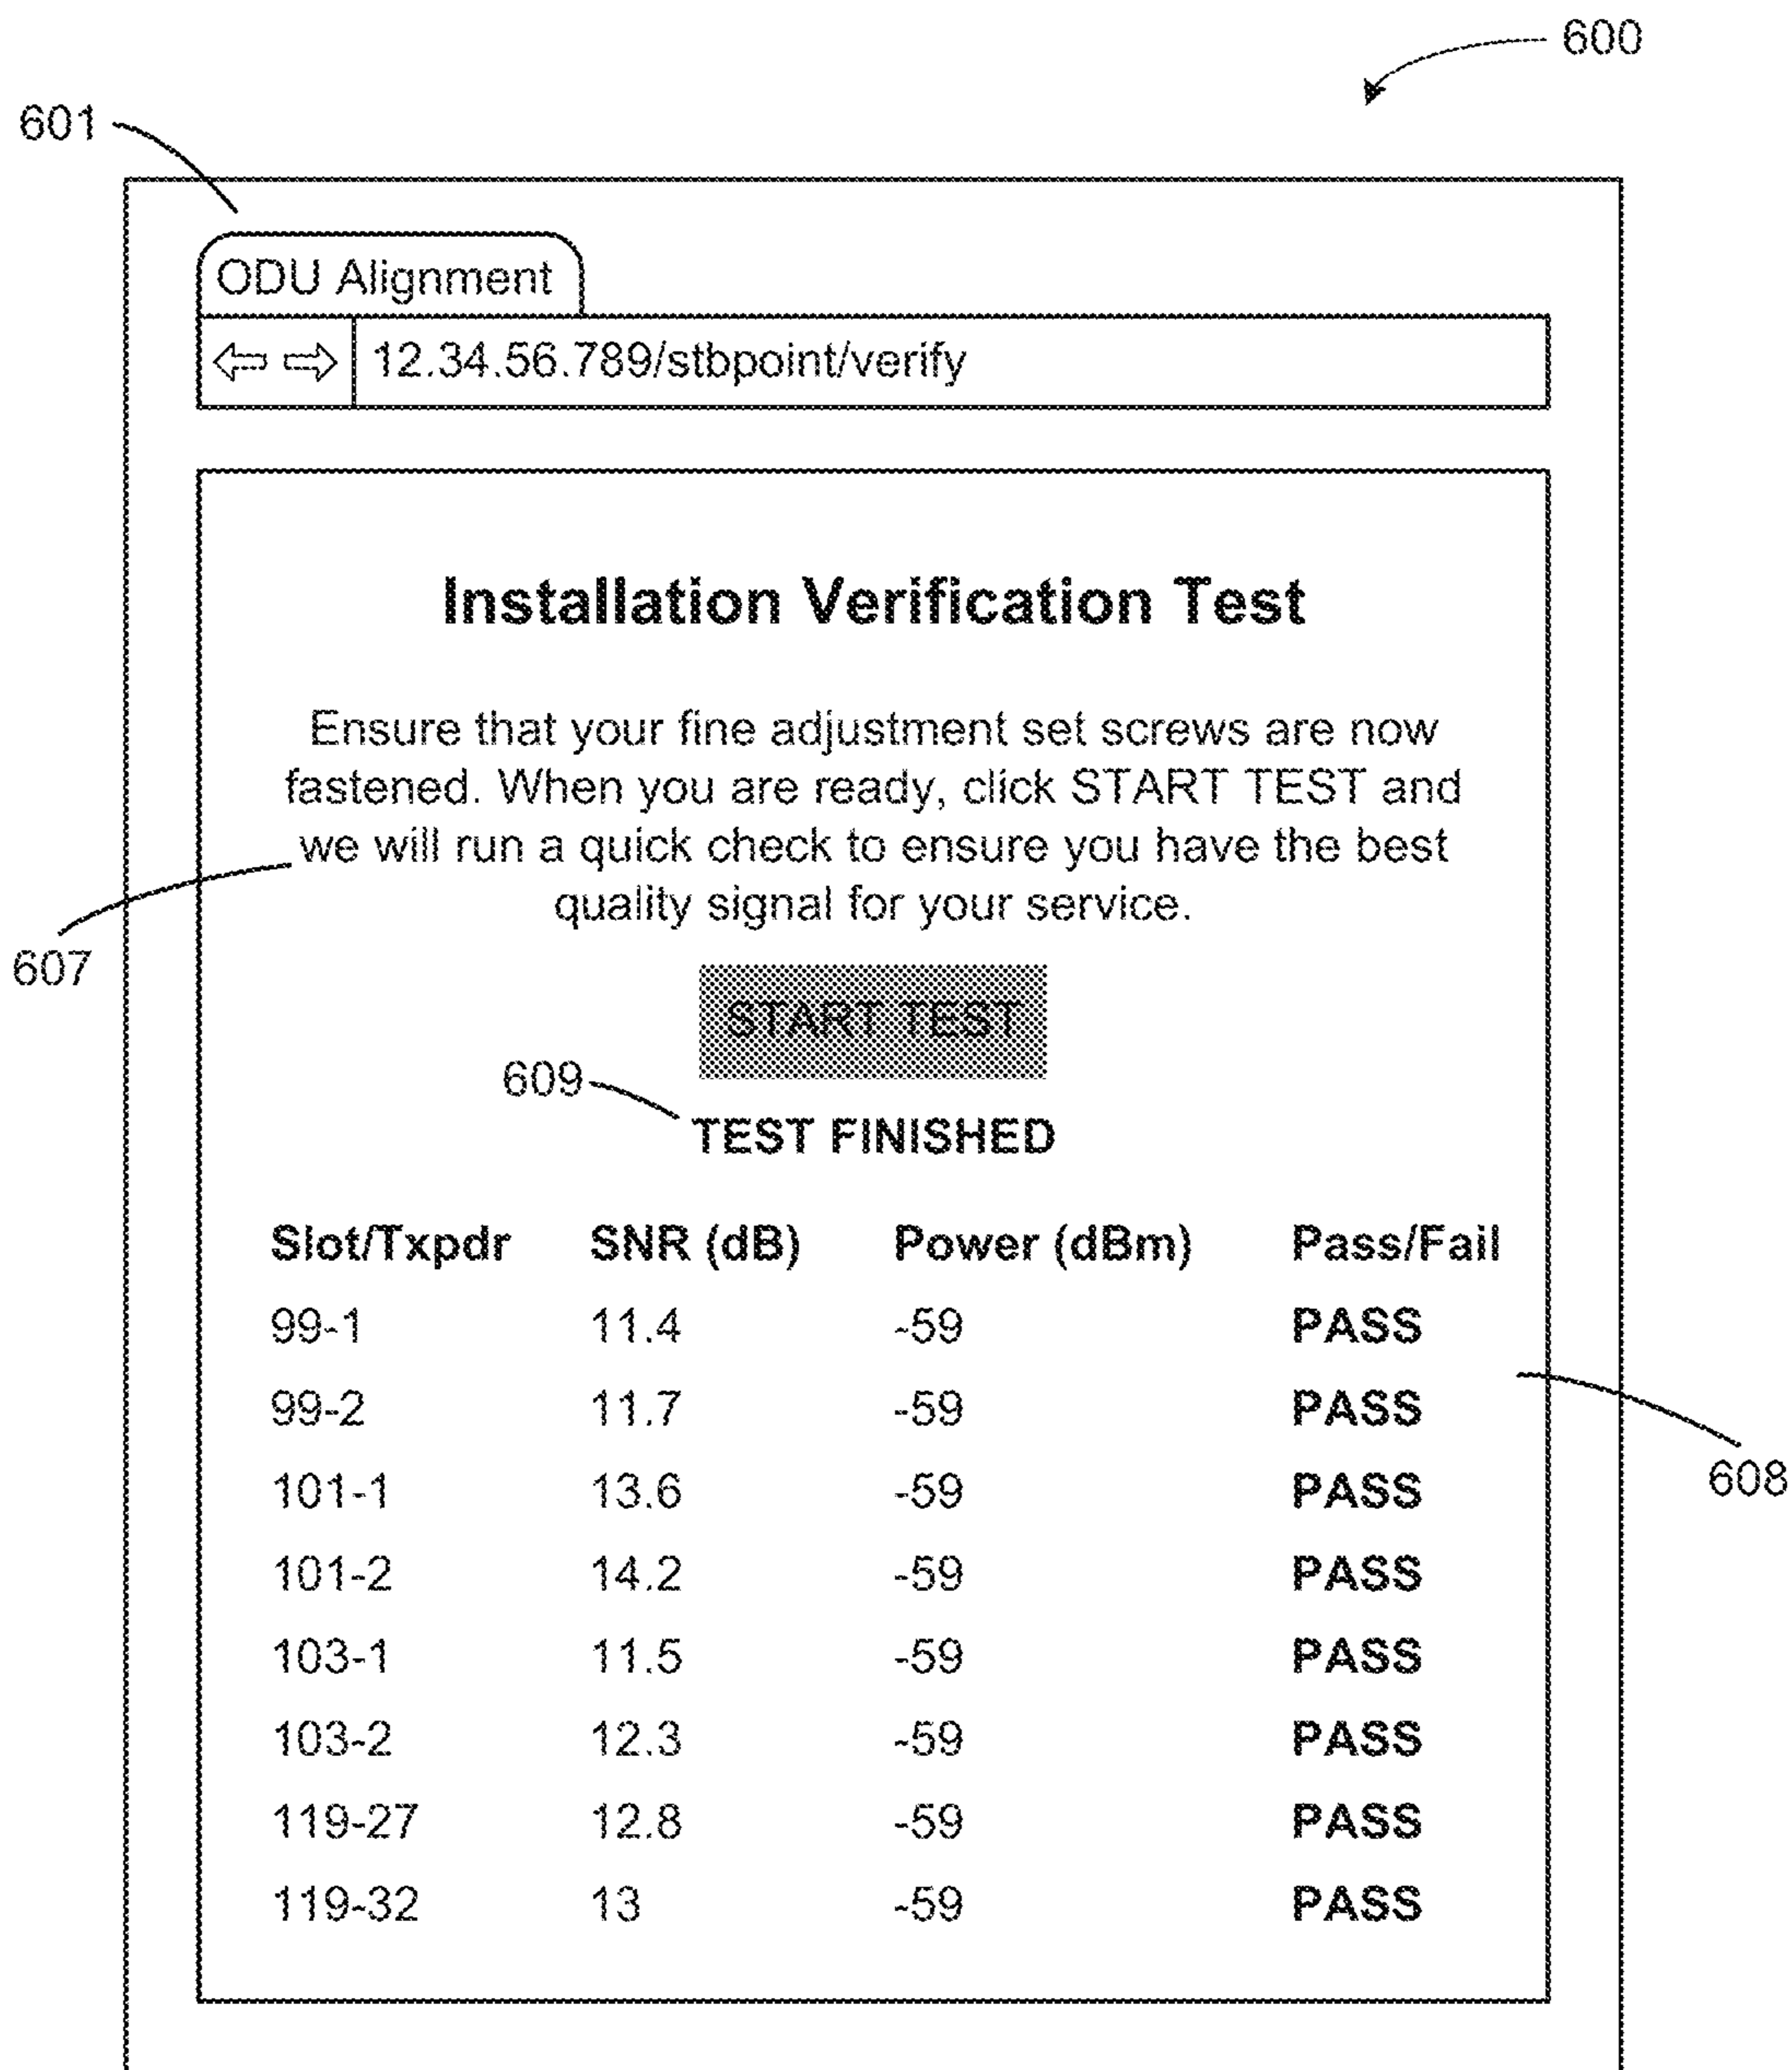 600
601
ODU Alignment
12.34.56.789/stbpoint/verify
Installation Verification Test
Ensure that your fine adjustment set screws are now
fastened. When you are ready, click START TEST and
we will run a quick check to ensure you have the best
quality signal for your service.
607
START TEST
609
TEST FINISHED
Slot/Txpdr SNR (dB) Power (dBm) Pass/Fail
99-1 11.4 -59 PASS
99-2 11.7 -59 PASS
101-1 13.6 -59 PASS
608
101-2 14.2 -59 PASS
103-1 11.5 -59 PASS
103-2 12.3 -59 PASS
119-27 12.8 -59 PASS
119-32 13 -59 PASS